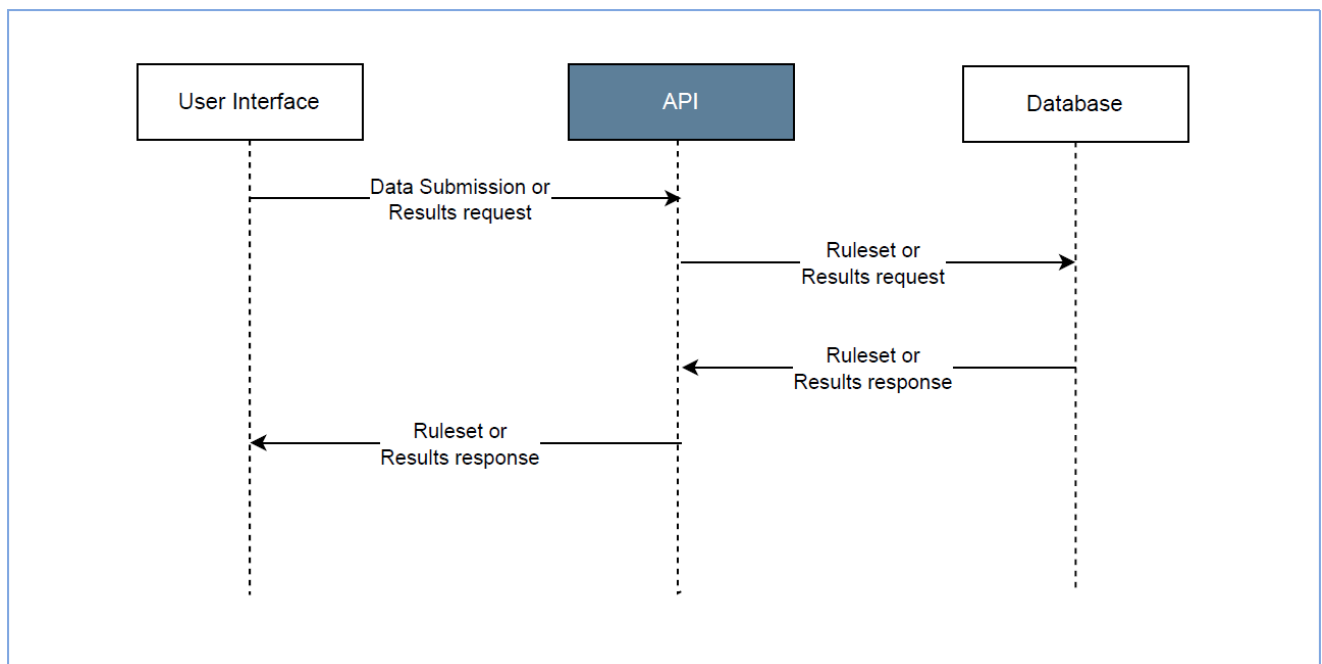 User Interface
API
Database
Data Submission or
Results request
Ruleset or
Results request
Ruleset or
Results response
Ruleset or
Results response